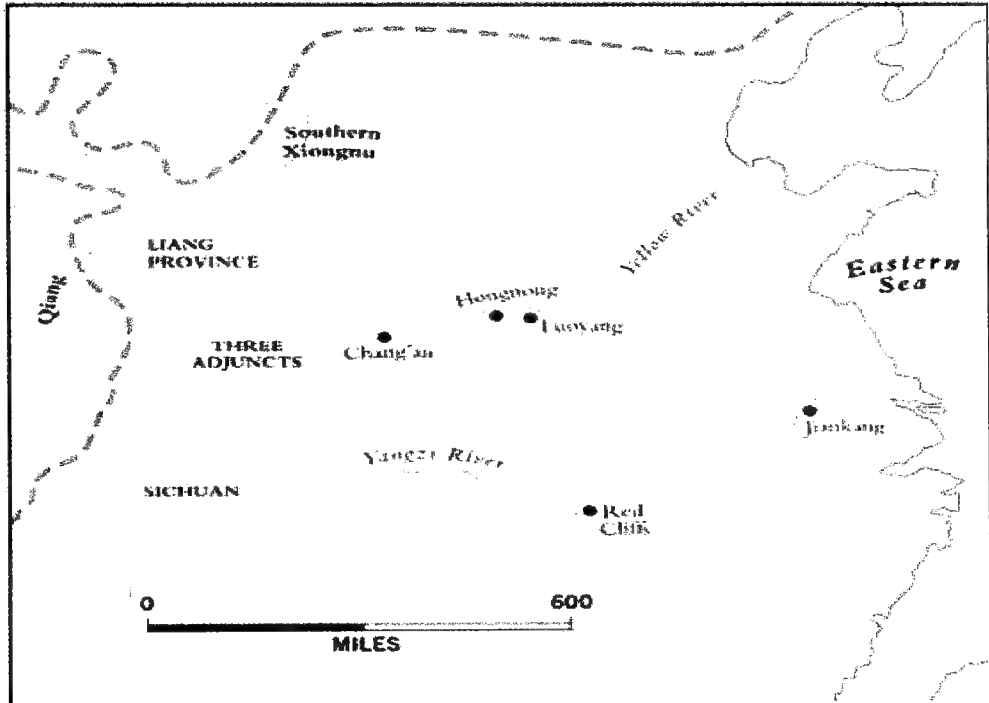 Southern
Xiongnu
LIANG
PROVINCE
Yellow River
Eastern
Sea
Qiang
Hongnong
Luoyang
THREE
ADJUNCTS
Chang'an
Jiankang
Yangzi River
SICHUAN
Red
Cliffs
0 600
MILES